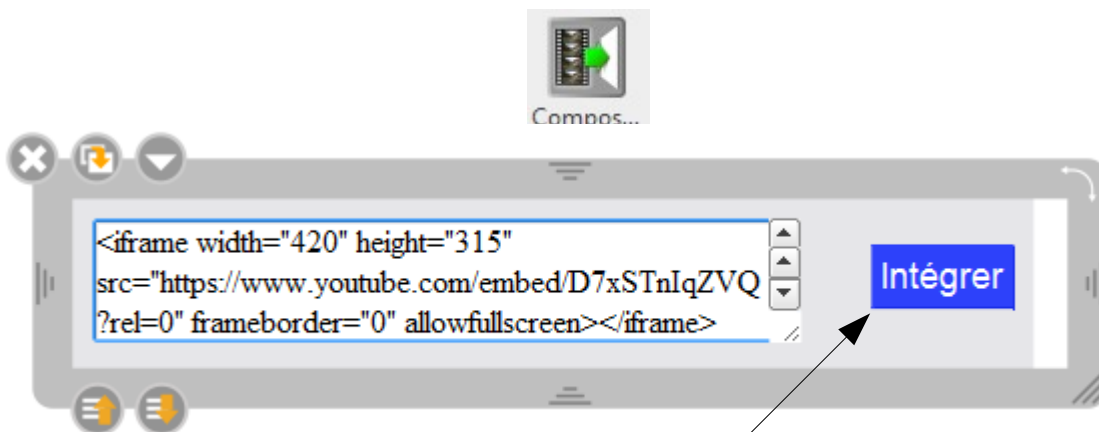 Compos...
<iframe width="420" height="315"
src="https://www.youtube.com/embed/D7xSTnIqZVQ
?rel=0" frameborder="0" allowfullscreen></iframe>
Intégrer